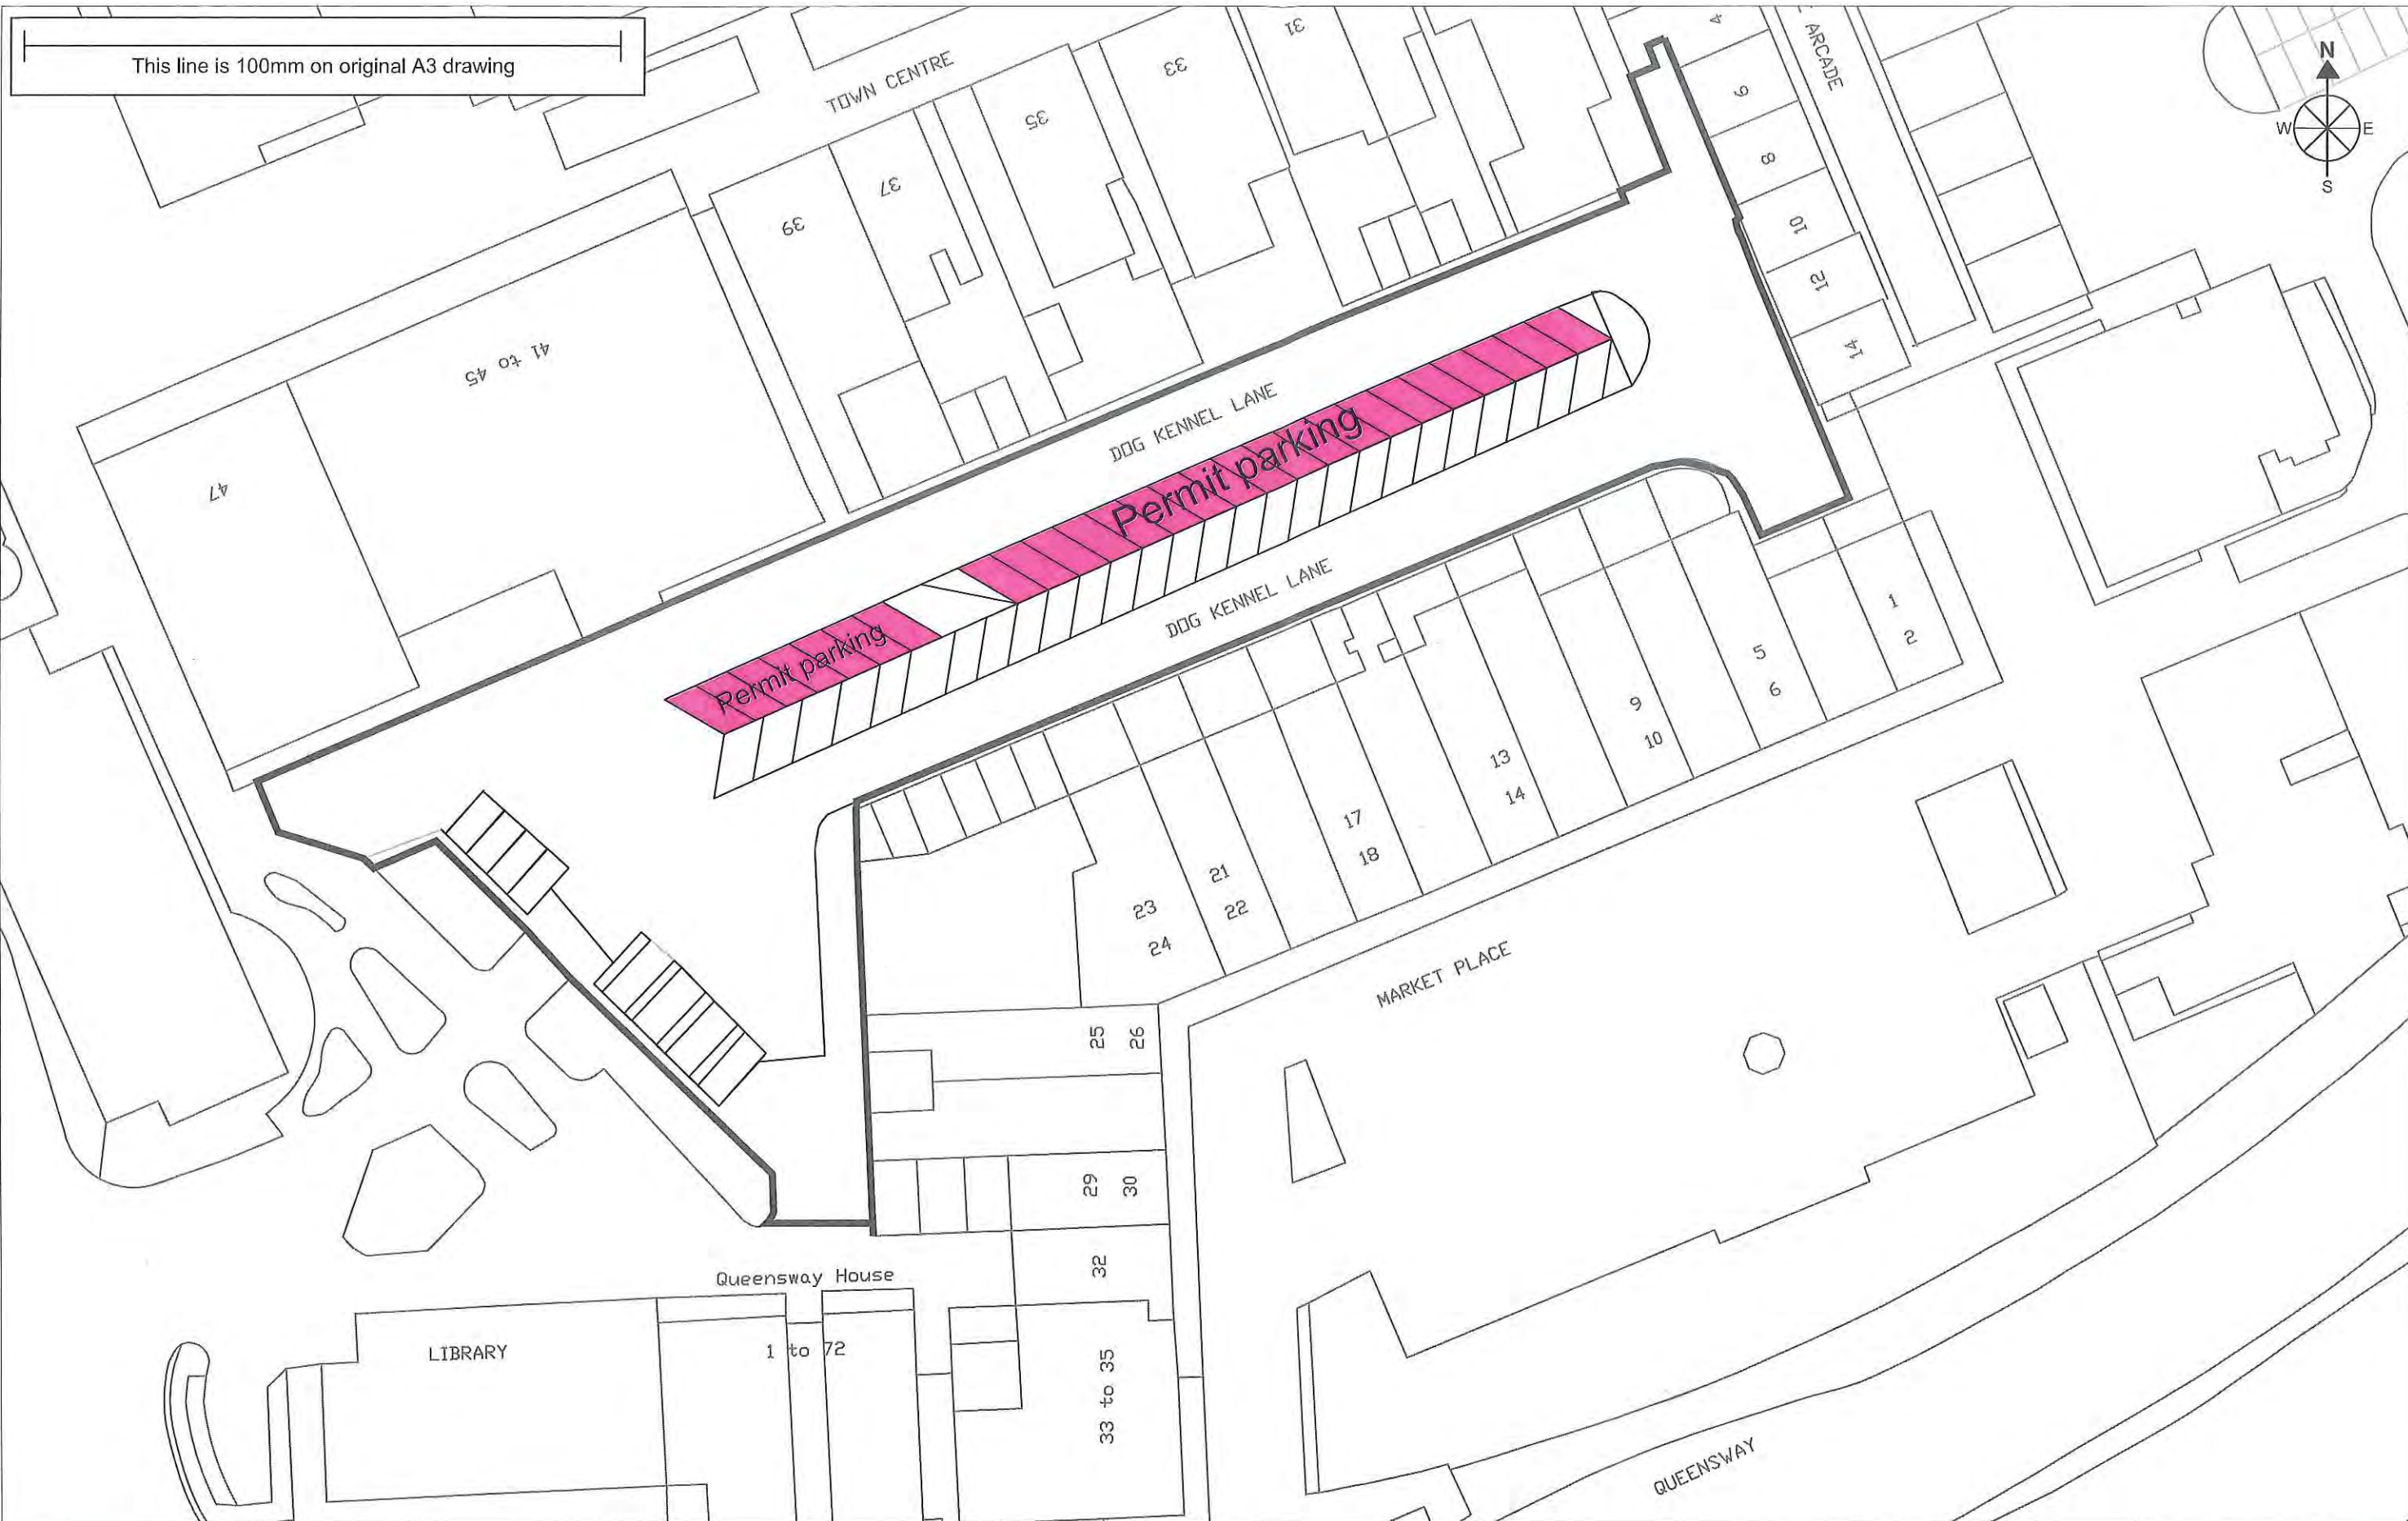 This line is 100mm on original A3 drawing
TOWN CENTRE
31
33
35
37
39
41 to 45
47
4
6
8
10
12
14
ARCADE
N
W
E
S
DOG KENNEL LANE
Permit parking
Permit parking
DOG KENNEL LANE
1
2
5
6
9
10
13
14
17
18
21
22
23
24
25
26
29
30
32
33 to 35
MARKET PLACE
Queensway House
LIBRARY
1 to 72
QUEENSWAY